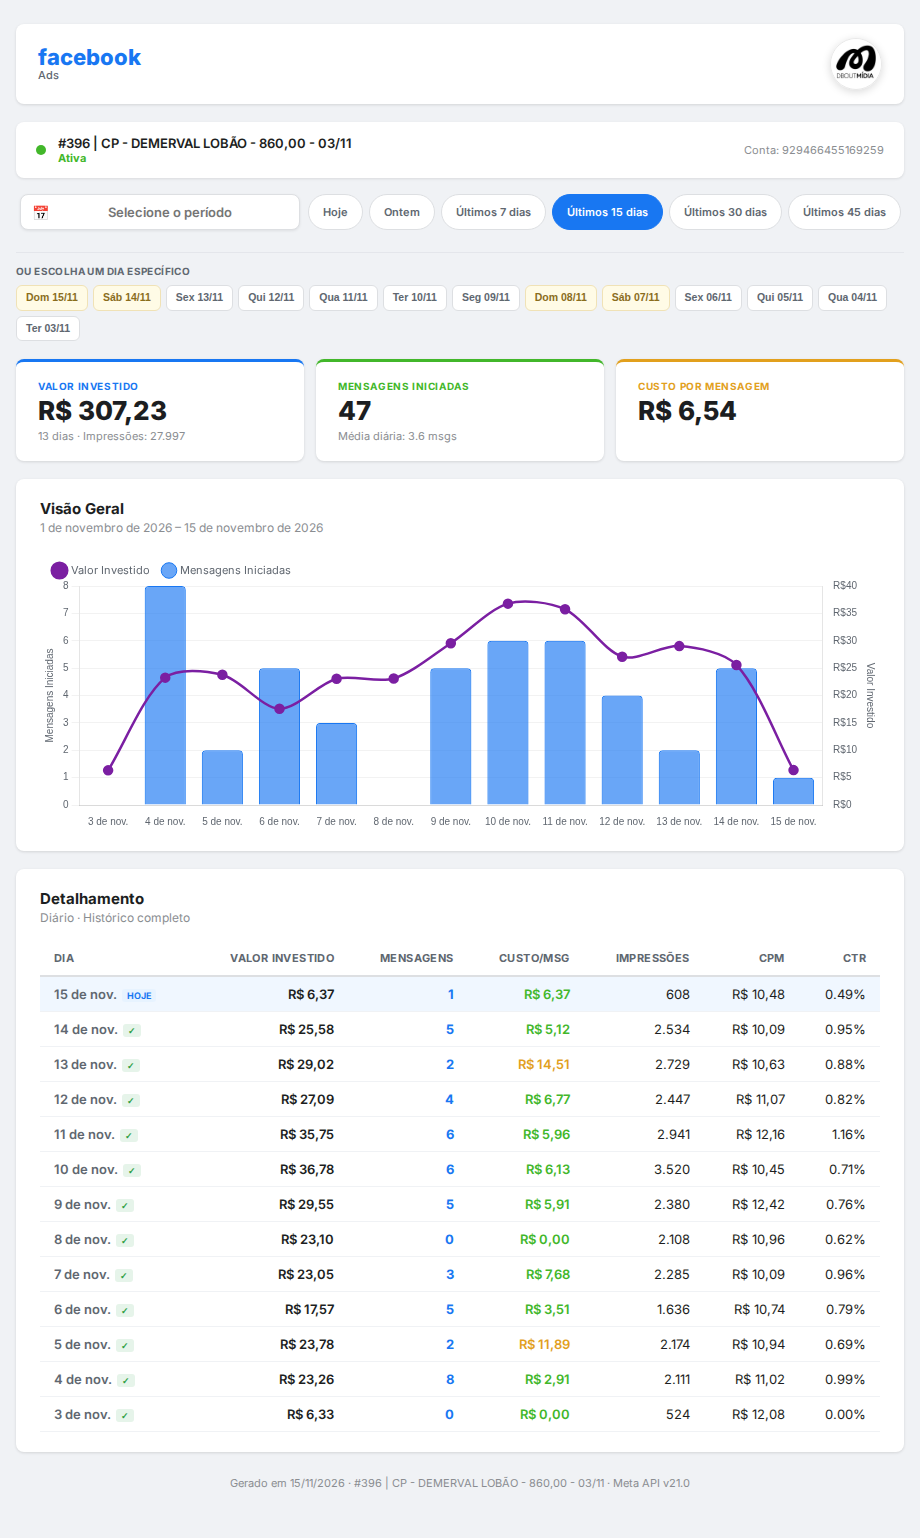 facebook
Ads
DBOUTMÍDIA
#396 | CP - DEMERVAL LOBÃO - 860,00 - 03/11
Ativa
Conta: 929466455169259
📅 Selecione o período Hoje Ontem Últimos 7 dias Últimos 15 dias Últimos 30 dias Últimos 45 dias
OU ESCOLHA UM DIA ESPECÍFICO
Dom 15/11 Sáb 14/11 Sex 13/11 Qui 12/11 Qua 11/11 Ter 10/11 Seg 09/11 Dom 08/11 Sáb 07/11 Sex 06/11 Qui 05/11 Qua 04/11
Ter 03/11
VALOR INVESTIDO
R$ 307,23
13 dias · Impressões: 27.997
MENSAGENS INICIADAS
47
Média diária: 3.6 msgs
CUSTO POR MENSAGEM
R$ 6,54
Visão Geral
1 de novembro de 2026 – 15 de novembro de 2026
Valor Investido Mensagens Iniciadas
8 R$40
7 R$35
6 R$30
5 R$25
4 R$20
3 R$15
2 R$10
1 R$5
0 R$0
Mensagens Iniciadas
Valor Investido
3 de nov. 4 de nov. 5 de nov. 6 de nov. 7 de nov. 8 de nov. 9 de nov. 10 de nov. 11 de nov. 12 de nov. 13 de nov. 14 de nov. 15 de nov.
Detalhamento
Diário · Histórico completo
DIA VALOR INVESTIDO MENSAGENS CUSTO/MSG IMPRESSÕES CPM CTR
15 de nov. HOJE R$ 6,37 1 R$ 6,37 608 R$ 10,48 0.49%
14 de nov. ✓ R$ 25,58 5 R$ 5,12 2.534 R$ 10,09 0.95%
13 de nov. ✓ R$ 29,02 2 R$ 14,51 2.729 R$ 10,63 0.88%
12 de nov. ✓ R$ 27,09 4 R$ 6,77 2.447 R$ 11,07 0.82%
11 de nov. ✓ R$ 35,75 6 R$ 5,96 2.941 R$ 12,16 1.16%
10 de nov. ✓ R$ 36,78 6 R$ 6,13 3.520 R$ 10,45 0.71%
9 de nov. ✓ R$ 29,55 5 R$ 5,91 2.380 R$ 12,42 0.76%
8 de nov. ✓ R$ 23,10 0 R$ 0,00 2.108 R$ 10,96 0.62%
7 de nov. ✓ R$ 23,05 3 R$ 7,68 2.285 R$ 10,09 0.96%
6 de nov. ✓ R$ 17,57 5 R$ 3,51 1.636 R$ 10,74 0.79%
5 de nov. ✓ R$ 23,78 2 R$ 11,89 2.174 R$ 10,94 0.69%
4 de nov. ✓ R$ 23,26 8 R$ 2,91 2.111 R$ 11,02 0.99%
3 de nov. ✓ R$ 6,33 0 R$ 0,00 524 R$ 12,08 0.00%
Gerado em 15/11/2026 · #396 | CP - DEMERVAL LOBÃO - 860,00 - 03/11 · Meta API v21.0